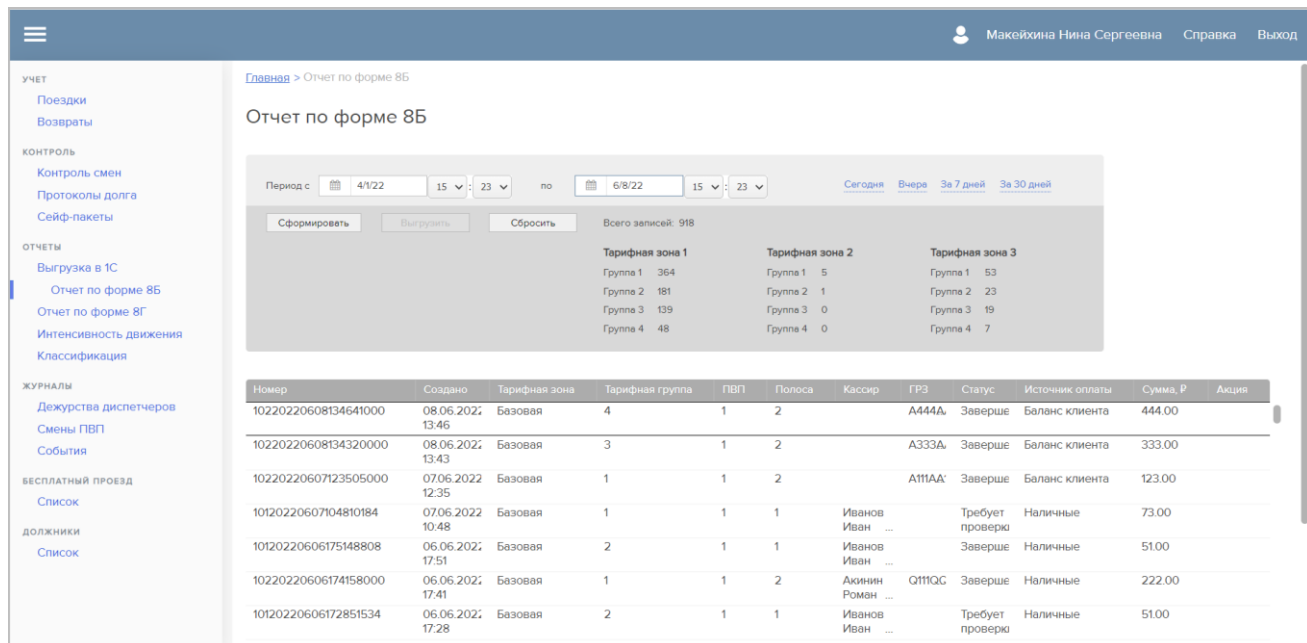 Макейхина Нина Сергеевна Справка Выход
УЧЕТ
Поездки
Возвраты
КОНТРОЛЬ
Контроль смен
Протоколы долга
Сейф-пакеты
ОТЧЕТЫ
Выгрузка в 1С
Отчет по форме 8Б
Отчет по форме 8Г
Интенсивность движения
Классификация
ЖУРНАЛЫ
Дежурства диспетчеров
Смены ПВП
События
БЕСПЛАТНЫЙ ПРОЕЗД
Список
ДОЛЖНИКИ
Список
Главная > Отчет по форме 8Б
Отчет по форме 8Б
Период с 4/1/22 15 : 23 по 6/8/22 15 : 23 Сегодня Вчера За 7 дней За 30 дней
Сформировать Выгрузить Сбросить Всего записей: 918
Тарифная зона 1 Тарифная зона 2 Тарифная зона 3
Группа 1 364 Группа 1 5 Группа 1 53
Группа 2 181 Группа 2 1 Группа 2 23
Группа 3 139 Группа 3 0 Группа 3 19
Группа 4 48 Группа 4 0 Группа 4 7
Номер Создано Тарифная зона Тарифная группа ПВП Полоса Кассир ГРЗ Статус Источник оплаты Сумма, ₽ Акция
10220220608134641000 08.06.2022 Базовая 4 1 2 А444А Заверше Баланс клиента 444.00
13:46
10220220608134320000 08.06.2022 Базовая 3 1 2 А333А Заверше Баланс клиента 333.00
13:43
10220220607123505000 07.06.2022 Базовая 1 1 2 А111АА Заверше Баланс клиента 123.00
12:35
10120220607104810184 07.06.2022 Базовая 1 1 1 Иванов Требует Наличные 73.00
10:48 Иван ... проверки
10120220606175148808 06.06.2022 Базовая 2 1 1 Иванов Заверше Наличные 51.00
17:51 Иван ...
10220220606174158000 06.06.2022 Базовая 1 1 2 Акинин Q111QG Заверше Наличные 222.00
17:41 Роман ...
10120220606172851534 06.06.2022 Базовая 2 1 1 Иванов Требует Наличные 51.00
17:28 Иван ... проверки